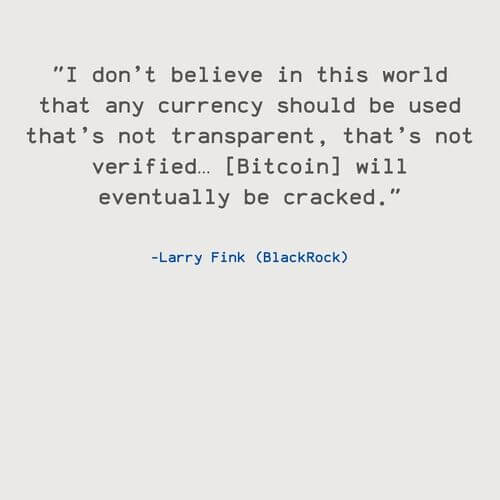 "I don't believe in this world
that any currency should be used
that's not transparent, that's not
verified… [Bitcoin] will
eventually be cracked."
-Larry Fink (BlackRock)